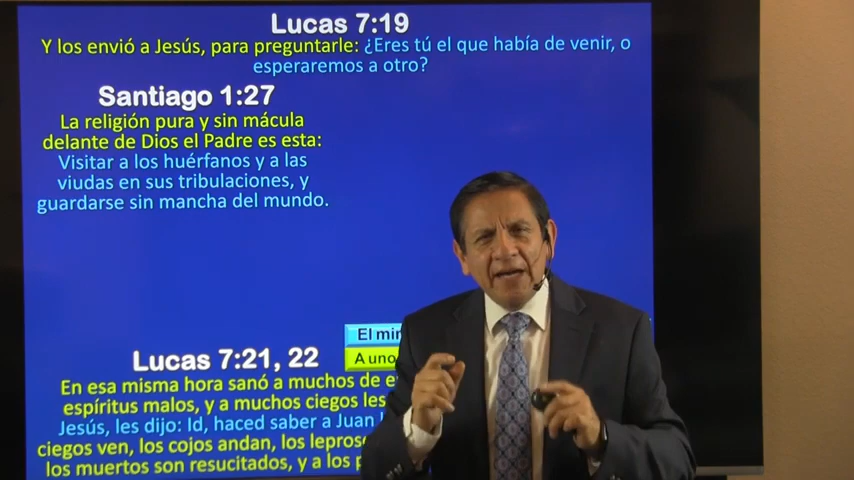 Lucas 7:19
Y los envió a Jesús, para preguntarle: ¿Eres tú el que había de venir, o
esperaremos a otro?
Santiago 1:27
La religión pura y sin mácula
delante de Dios el Padre es esta:
Visitar a los huérfanos y a las
viudas en sus tribulaciones, y
guardarse sin mancha del mundo.
El
A uno
Lucas 7:21, 22
En esa misma hora sanó a muchos de
espíritus malos, y a muchos ciegos les
Jesús, les dijo: Id, haced saber a Juan
ciegos ven, los cojos andan, los
los muertos son resucitados, y a los